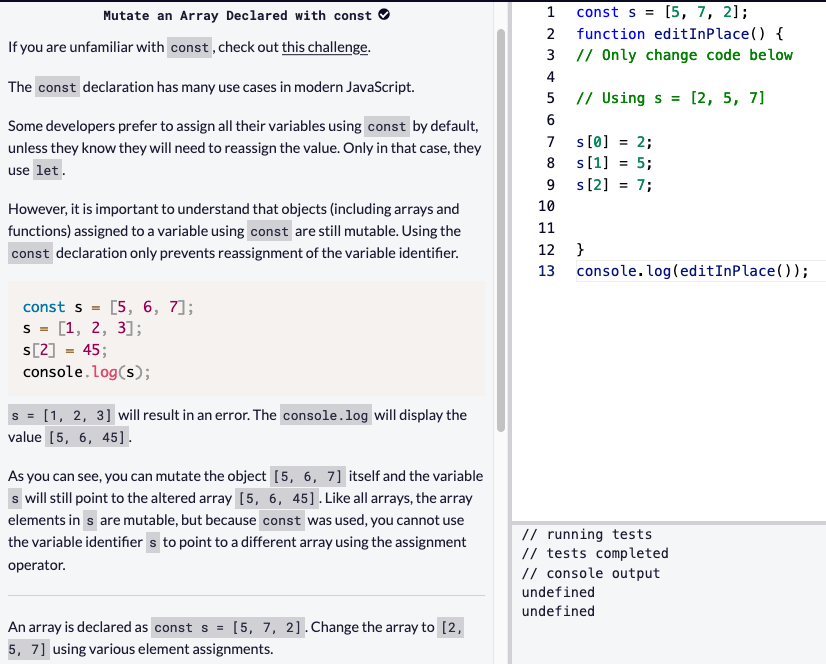 Mutate an Array Declared with const
If you are unfamiliar with const, check out this challenge.
The const declaration has many use cases in modern JavaScript.
Some developers prefer to assign all their variables using const by default,
unless they know they will need to reassign the value. Only in that case, they
use let.
However, it is important to understand that objects (including arrays and
functions) assigned to a variable using const are still mutable. Using the
const declaration only prevents reassignment of the variable identifier.
const s = [5, 6, 7];
s = [1, 2, 3];
s[2] = 45;
console.log(s);
s = [1, 2, 3] will result in an error. The console.log will display the
value [5, 6, 45].
As you can see, you can mutate the object [5, 6, 7] itself and the variable
s will still point to the altered array [5, 6, 45]. Like all arrays, the array
elements in s are mutable, but because const was used, you cannot use
the variable identifier s to point to a different array using the assignment
operator.
An array is declared as const s = [5, 7, 2]. Change the array to [2,
5, 7] using various element assignments.
1 const s = [5, 7, 2];
2 function editInPlace() {
3 // Only change code below
4
5 // Using s = [2, 5, 7]
6
7 s[0] = 2;
8 s[1] = 5;
9 s[2] = 7;
10
11
12 }
13 console.log(editInPlace());
// running tests
// tests completed
// console output
undefined
undefined